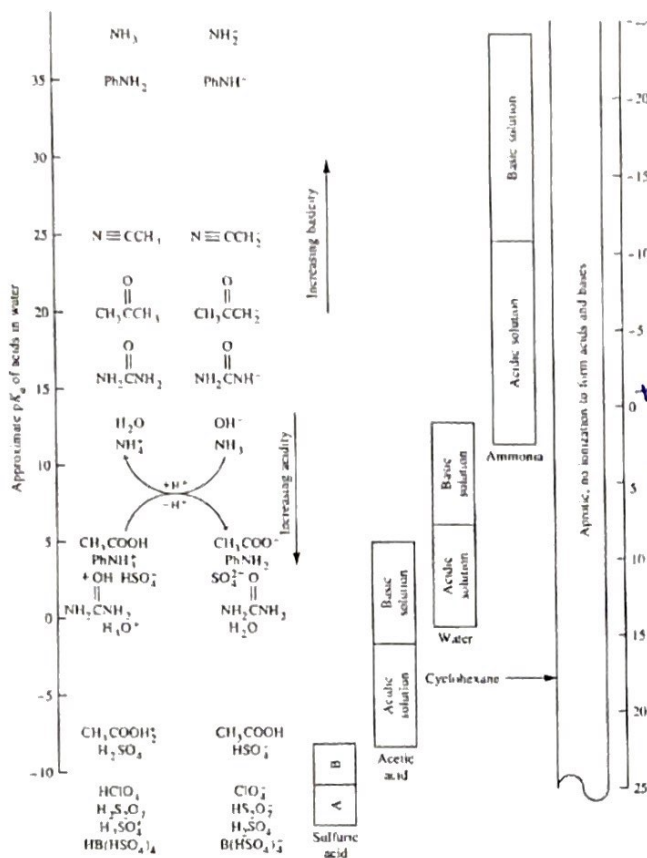 NH₃ NH₂⁻
35 PhNH₂ PhNH⁻ -20
30
-15
Increasing basicity
Basic solution
25 N≡CCH₃ N≡CCH₂⁻ -10
O O
20 CH₃CCH₃ CH₃CCH₂⁻ -5
Approximate pKₐ of acids in water
Acidic solution
Aprotic, no ionization to form acids and bases
O O
15 NH₂CNH₂ NH₂CNH⁻ 0
H₂O OH⁻
NH₄⁺ NH₃ Ammonia
10 5
+H⁺
−H⁺
Increasing acidity
Basic solution
5 CH₃COOH CH₃COO⁻ 10
PhNH₃⁺ PhNH₂
+OH HSO₄⁻ SO₄²⁻ O
Basic solution
Acidic solution
0 NH₂CNH₂ NH₂CNH₃
H₃O⁺ H₂O 15
Water
-5 Acidic solution Cyclohexane
20
CH₃COOH₂⁺ CH₃COOH
H₂SO₄ HSO₄⁻ Acetic
-10 B acid
HClO₄ ClO₄⁻ 25
H₂S₂O₇ HS₂O₇⁻ A
H₃SO₄⁺ H₂SO₄ Sulfuric
HB(HSO₄)₄ B(HSO₄)₄⁻ acid